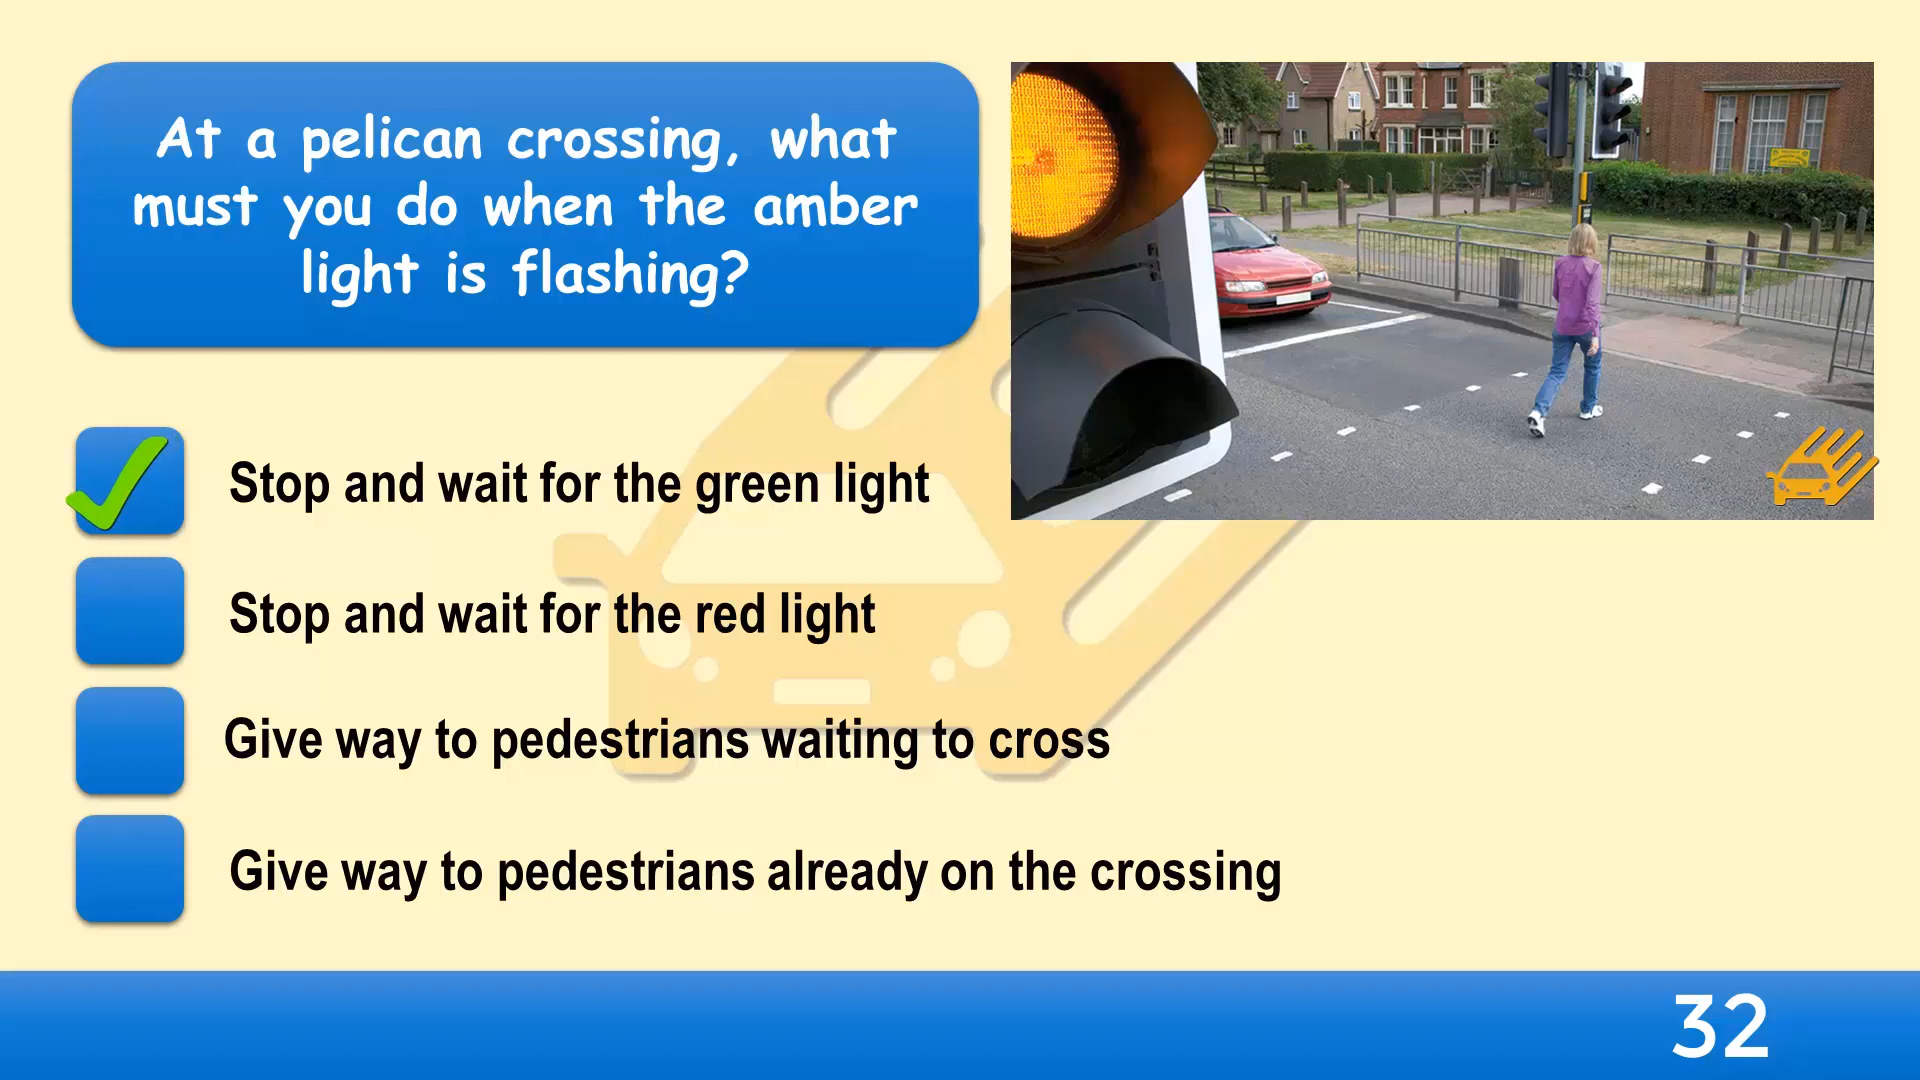 At a pelican crossing, what
must you do when the amber
light is flashing?
Stop and wait for the green light
Stop and wait for the red light
Give way to pedestrians waiting to cross
Give way to pedestrians already on the crossing
32